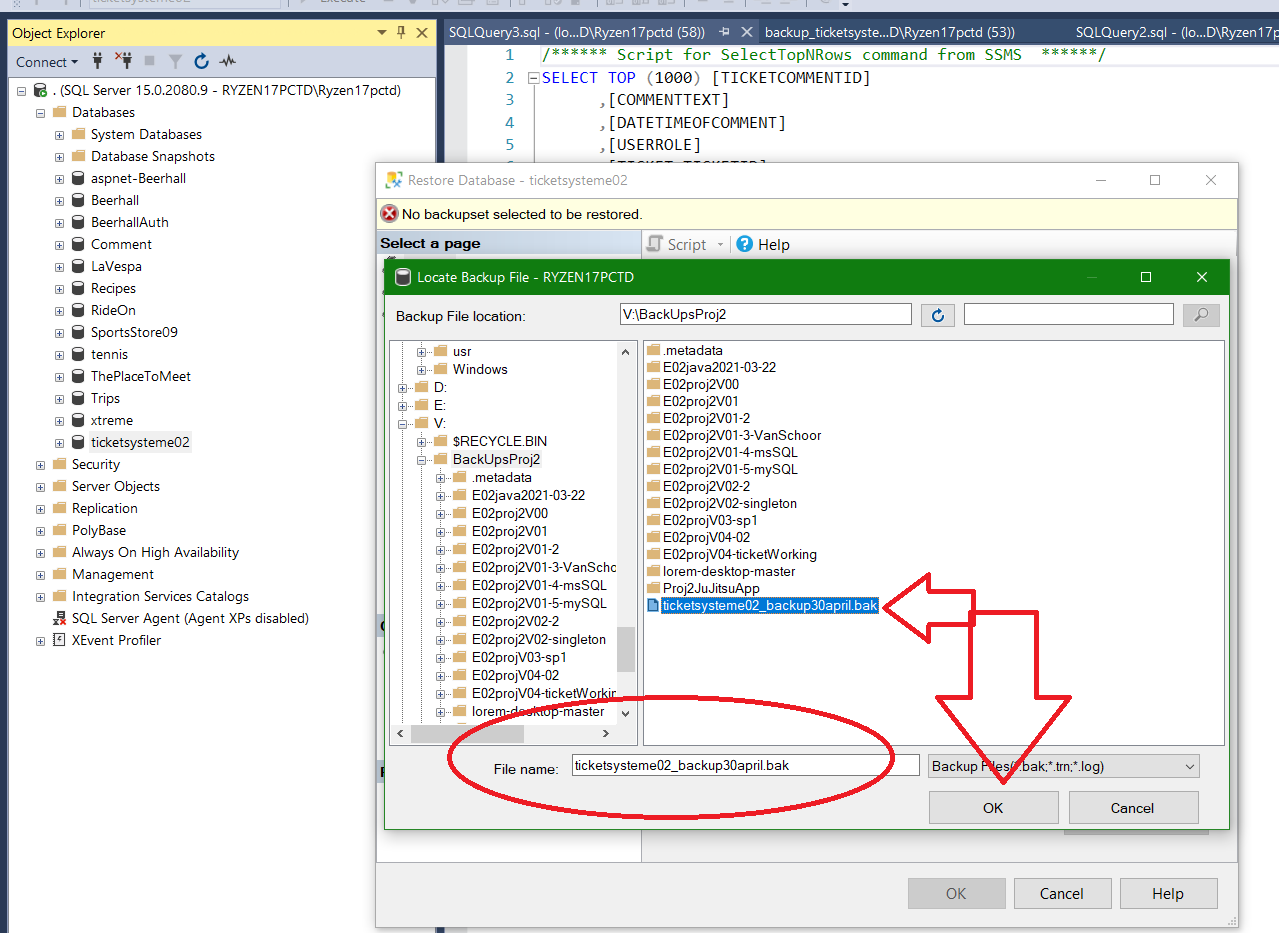 ticketsysteme02
Execute
Object Explorer
Connect
. (SQL Server 15.0.2080.9 - RYZEN17PCTD\Ryzen17pctd)
Databases
System Databases
Database Snapshots
aspnet-Beerhall
Beerhall
BeerhallAuth
Comment
LaVespa
Recipes
RideOn
SportsStore09
tennis
ThePlaceToMeet
Trips
xtreme
ticketsysteme02
Security
Server Objects
Replication
PolyBase
Always On High Availability
Management
Integration Services Catalogs
SQL Server Agent (Agent XPs disabled)
XEvent Profiler
SQLQuery3.sql - (lo...D\Ryzen17pctd (58))
backup_ticketsyste...D\Ryzen17pctd (53))
SQLQuery2.sql - (lo...D\Ryzen17p
1 /****** Script for SelectTopNRows command from SSMS ******/
2 SELECT TOP (1000) [TICKETCOMMENTID]
3 ,[COMMENTTEXT]
4 ,[DATETIMEOFCOMMENT]
5 ,[USERROLE]
Restore Database - ticketsysteme02
No backupset selected to be restored.
Select a page
Script
Help
Locate Backup File - RYZEN17PCTD
Backup File location:
V:\BackUpsProj2
usr
Windows
D:
E:
V:
$RECYCLE.BIN
BackUpsProj2
.metadata
E02java2021-03-22
E02proj2V00
E02proj2V01
E02proj2V01-2
E02proj2V01-3-VanScho
E02proj2V01-4-msSQL
E02proj2V01-5-mySQL
E02proj2V02-2
E02proj2V02-singleton
E02projV03-sp1
E02projV04-02
E02projV04-ticketWorkin
lorem-desktop-master
.metadata
E02java2021-03-22
E02proj2V00
E02proj2V01
E02proj2V01-2
E02proj2V01-3-VanSchoor
E02proj2V01-4-msSQL
E02proj2V01-5-mySQL
E02proj2V02-2
E02proj2V02-singleton
E02projV03-sp1
E02projV04-02
E02projV04-ticketWorking
lorem-desktop-master
Proj2JuJitsuApp
ticketsysteme02_backup30april.bak
File name:
ticketsysteme02_backup30april.bak
Backup Files(*.bak;*.trn;*.log)
OK
Cancel
OK
Cancel
Help